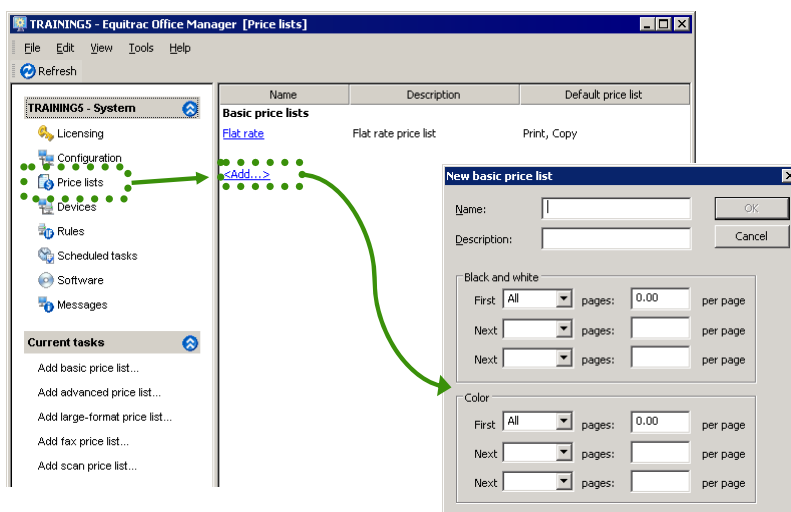 TRAINING5 - Equitrac Office Manager [Price lists]
File Edit View Tools Help
Refresh
TRAINING5 - System
Licensing
Configuration
Price lists
Devices
Rules
Scheduled tasks
Software
Messages
Current tasks
Add basic price list...
Add advanced price list...
Add large-format price list...
Add fax price list...
Add scan price list...
Name Description Default price list
Basic price lists
Flat rate Flat rate price list Print, Copy
<Add...>
New basic price list
Name: OK
Description: Cancel
Black and white
First All pages: 0.00 per page
Next pages: per page
Next pages: per page
Color
First All pages: 0.00 per page
Next pages: per page
Next pages: per page